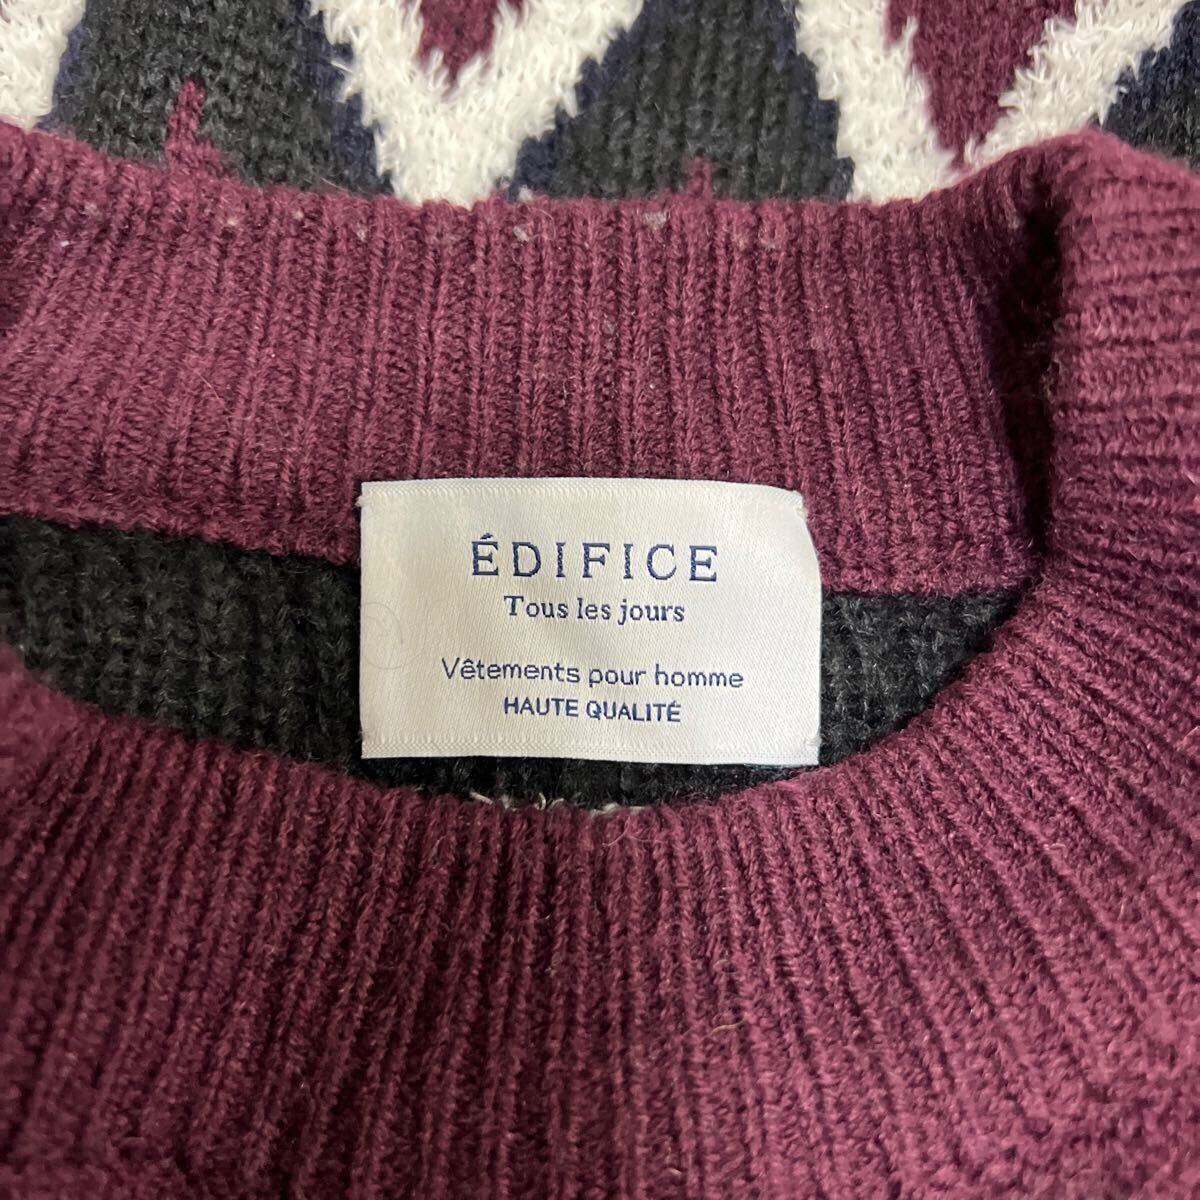 ÉDIFICE
Tous les jours
Vêtements pour homme
HAUTE QUALITÉ